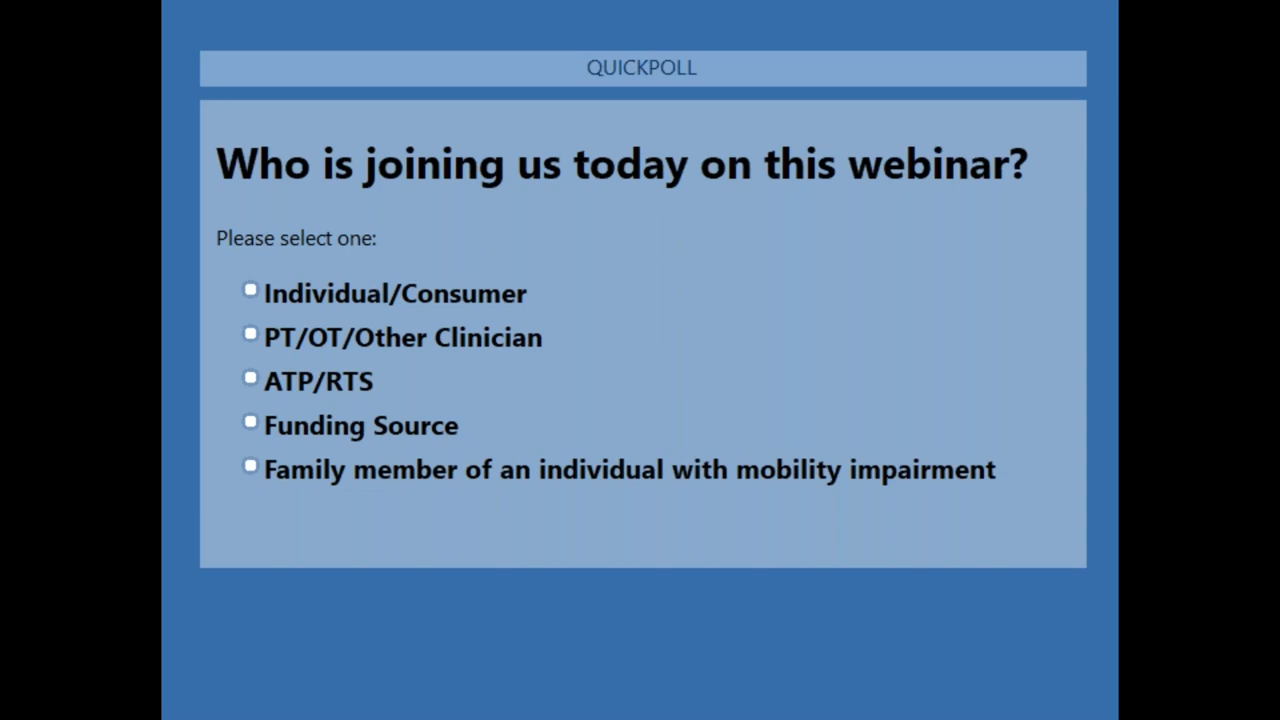 QUICKPOLL
Who is joining us today on this webinar?
Please select one:
Individual/Consumer
PT/OT/Other Clinician
ATP/RTS
Funding Source
Family member of an individual with mobility impairment